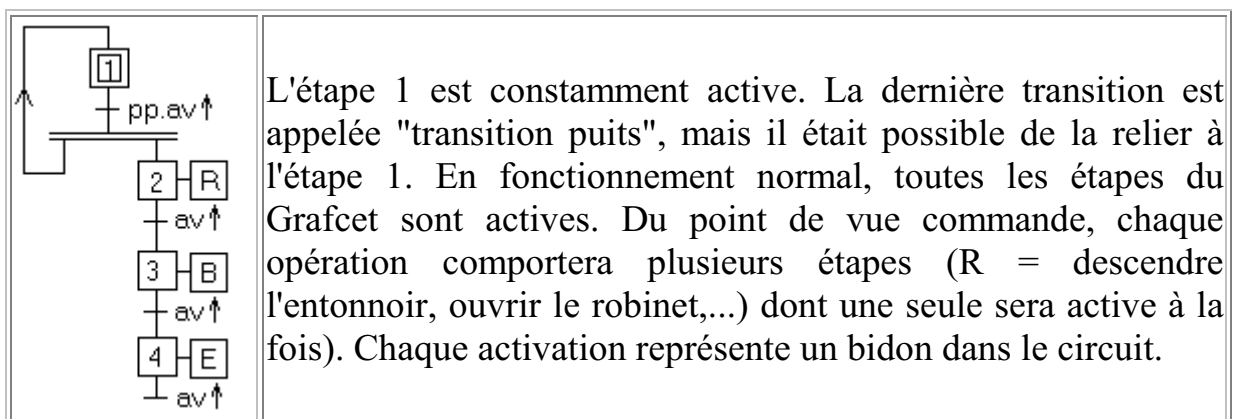 1
pp.av↑
2 R
av↑
3 B
av↑
4 E
av↑
L'étape 1 est constamment active. La dernière transition est
appelée "transition puits", mais il était possible de la relier à
l'étape 1. En fonctionnement normal, toutes les étapes du
Grafcet sont actives. Du point de vue commande, chaque
opération comportera plusieurs étapes (R = descendre
l'entonnoir, ouvrir le robinet,...) dont une seule sera active à la
fois). Chaque activation représente un bidon dans le circuit.